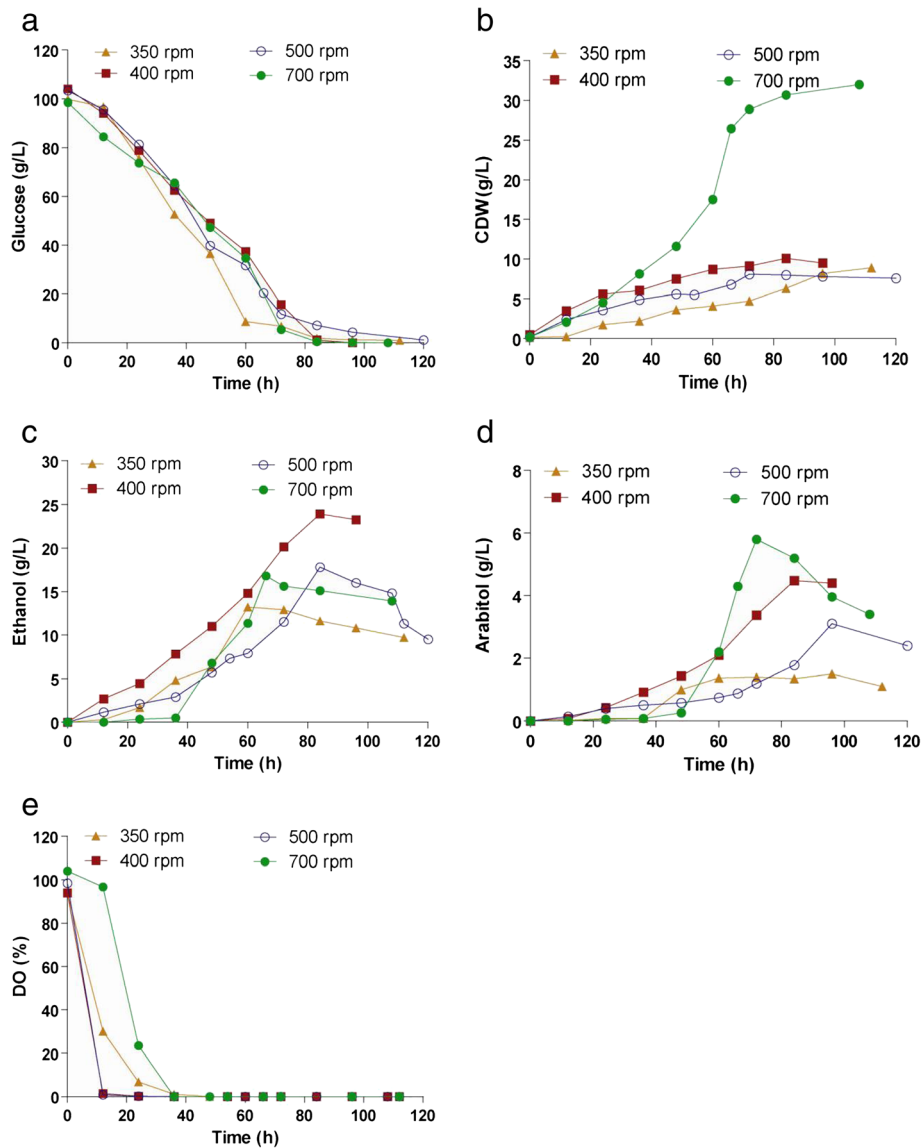 a
350 rpm 500 rpm
400 rpm 700 rpm
120
100
80
60
40
20
0
Glucose (g/L)
0 20 40 60 80 100 120
Time (h)
b
350 rpm 500 rpm
400 rpm 700 rpm
35
30
25
20
15
10
5
0
CDW(g/L)
0 20 40 60 80 100 120
Time (h)
c
350 rpm 500 rpm
400 rpm 700 rpm
30
25
20
15
10
5
0
Ethanol (g/L)
0 20 40 60 80 100 120
Time (h)
d
350 rpm 500 rpm
400 rpm 700 rpm
8
6
4
2
0
Arabitol (g/L)
0 20 40 60 80 100 120
Time (h)
e
350 rpm 500 rpm
400 rpm 700 rpm
120
100
80
60
40
20
0
DO (%)
0 20 40 60 80 100 120
Time (h)